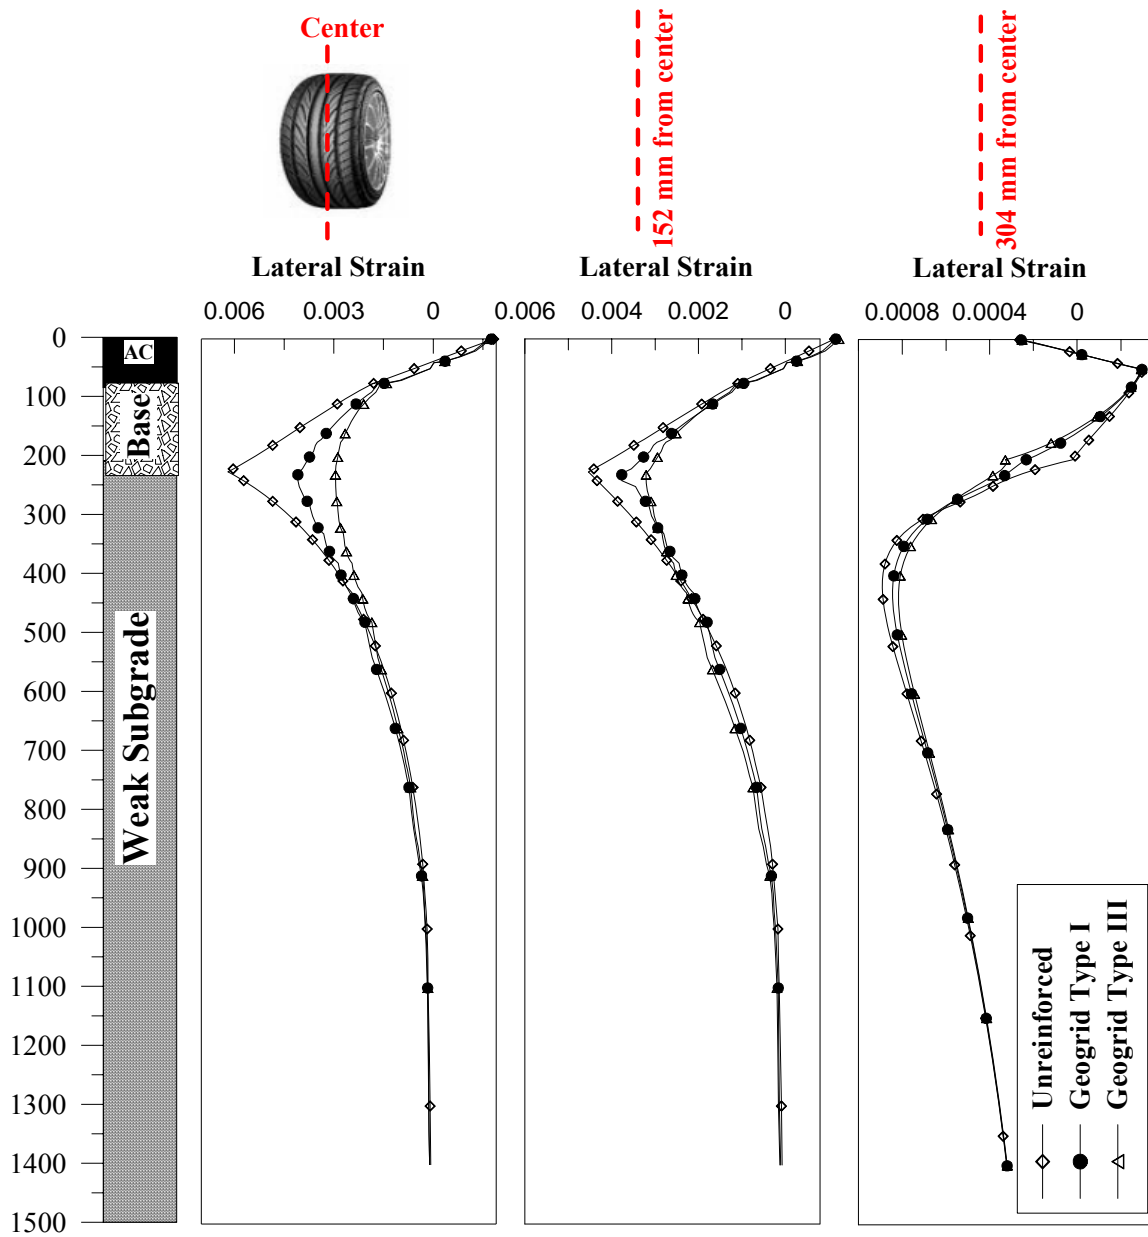 Center
152 mm from center
304 mm from center
Lateral Strain
Lateral Strain
Lateral Strain
0.006 0.003 0
0.006 0.004 0.002 0
0.0008 0.0004 0
0
100
200
300
400
500
600
700
800
900
1000
1100
1200
1300
1400
1500
AC
Base
Weak Subgrade
Unreinforced
Geogrid Type I
Geogrid Type III